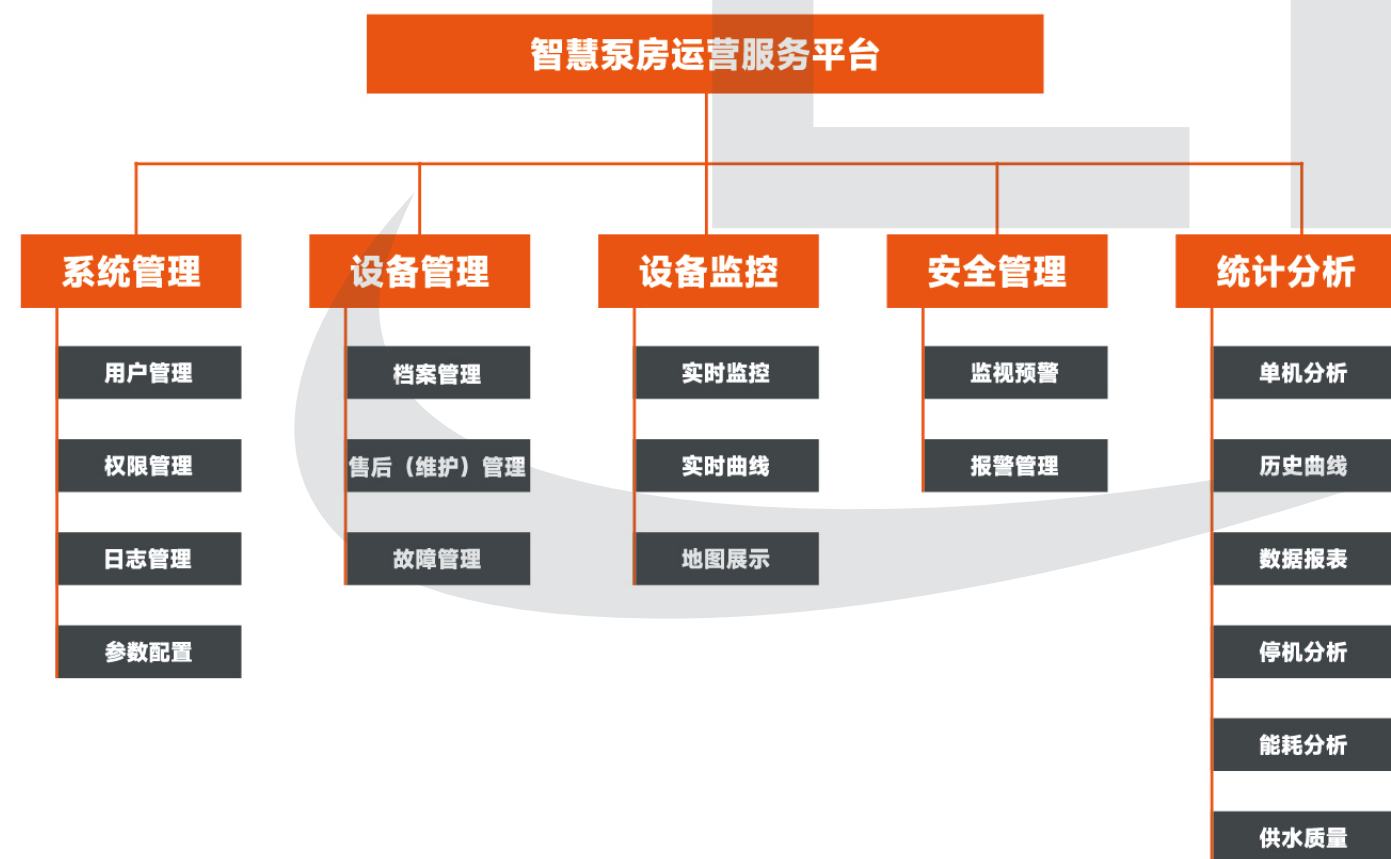 智慧泵房运营服务平台
系统管理
用户管理
权限管理
日志管理
参数配置
设备管理
档案管理
售后（维护）管理
故障管理
设备监控
实时监控
实时曲线
地图展示
安全管理
监视预警
报警管理
统计分析
单机分析
历史曲线
数据报表
停机分析
能耗分析
供水质量